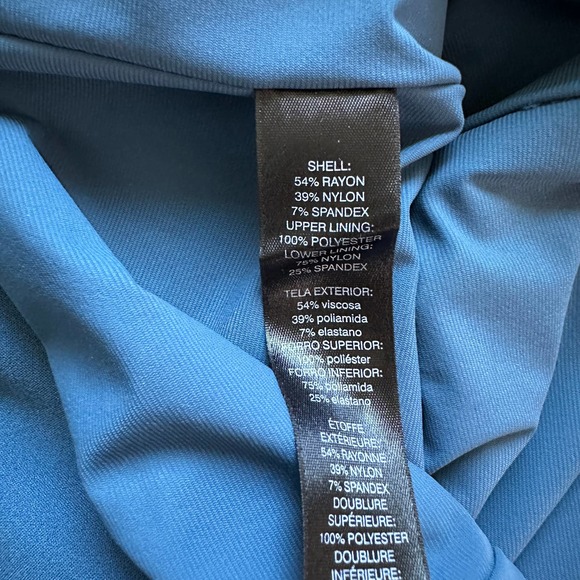 SHELL:
54% RAYON
39% NYLON
7% SPANDEX
UPPER LINING:
100% POLYESTER
LOWER LINING:
75% NYLON
25% SPANDEX
TELA EXTERIOR:
54% viscosa
39% poliamida
7% elastano
FORRO SUPERIOR:
100% poliéster
FORRO INFERIOR:
75% poliamida
25% elastano
ÉTOFFE
EXTÉRIEURE:
54% RAYONNE
39% NYLON
7% SPANDEX
DOUBLURE
SUPÉRIEURE:
100% POLYESTER
DOUBLURE
INFÉRIEURE: